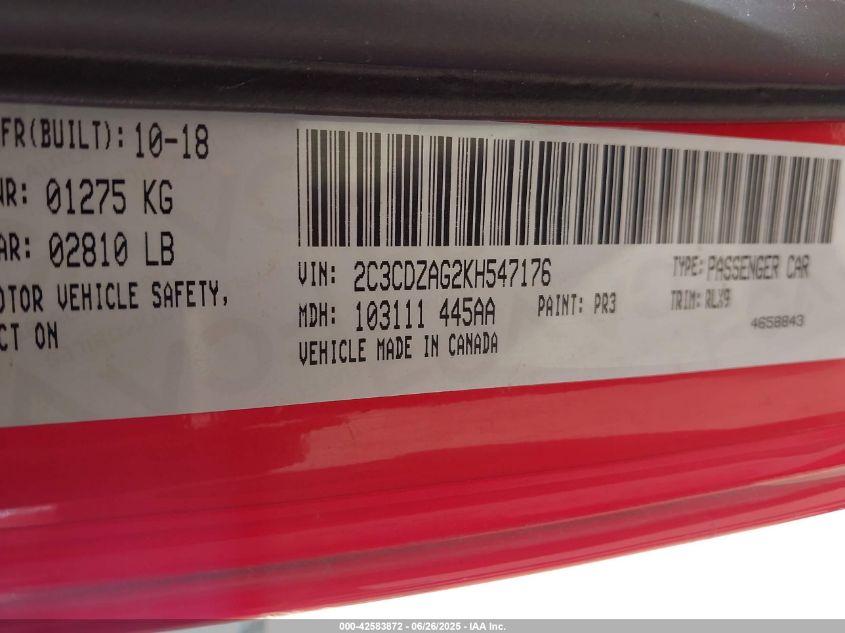 FR(BUILT): 10-18
WR: 01275 KG
AR: 02810 LB
OTOR VEHICLE SAFETY,
CT ON
VIN: 2C3CDZAG2KH547176
MDH: 103111 445AA
PAINT: PR3
VEHICLE MADE IN CANADA
TYPE: PASSENGER CAR
TRIM: RLX9
4658843
000-42583872 - 06/26/2025 - IAA Inc.